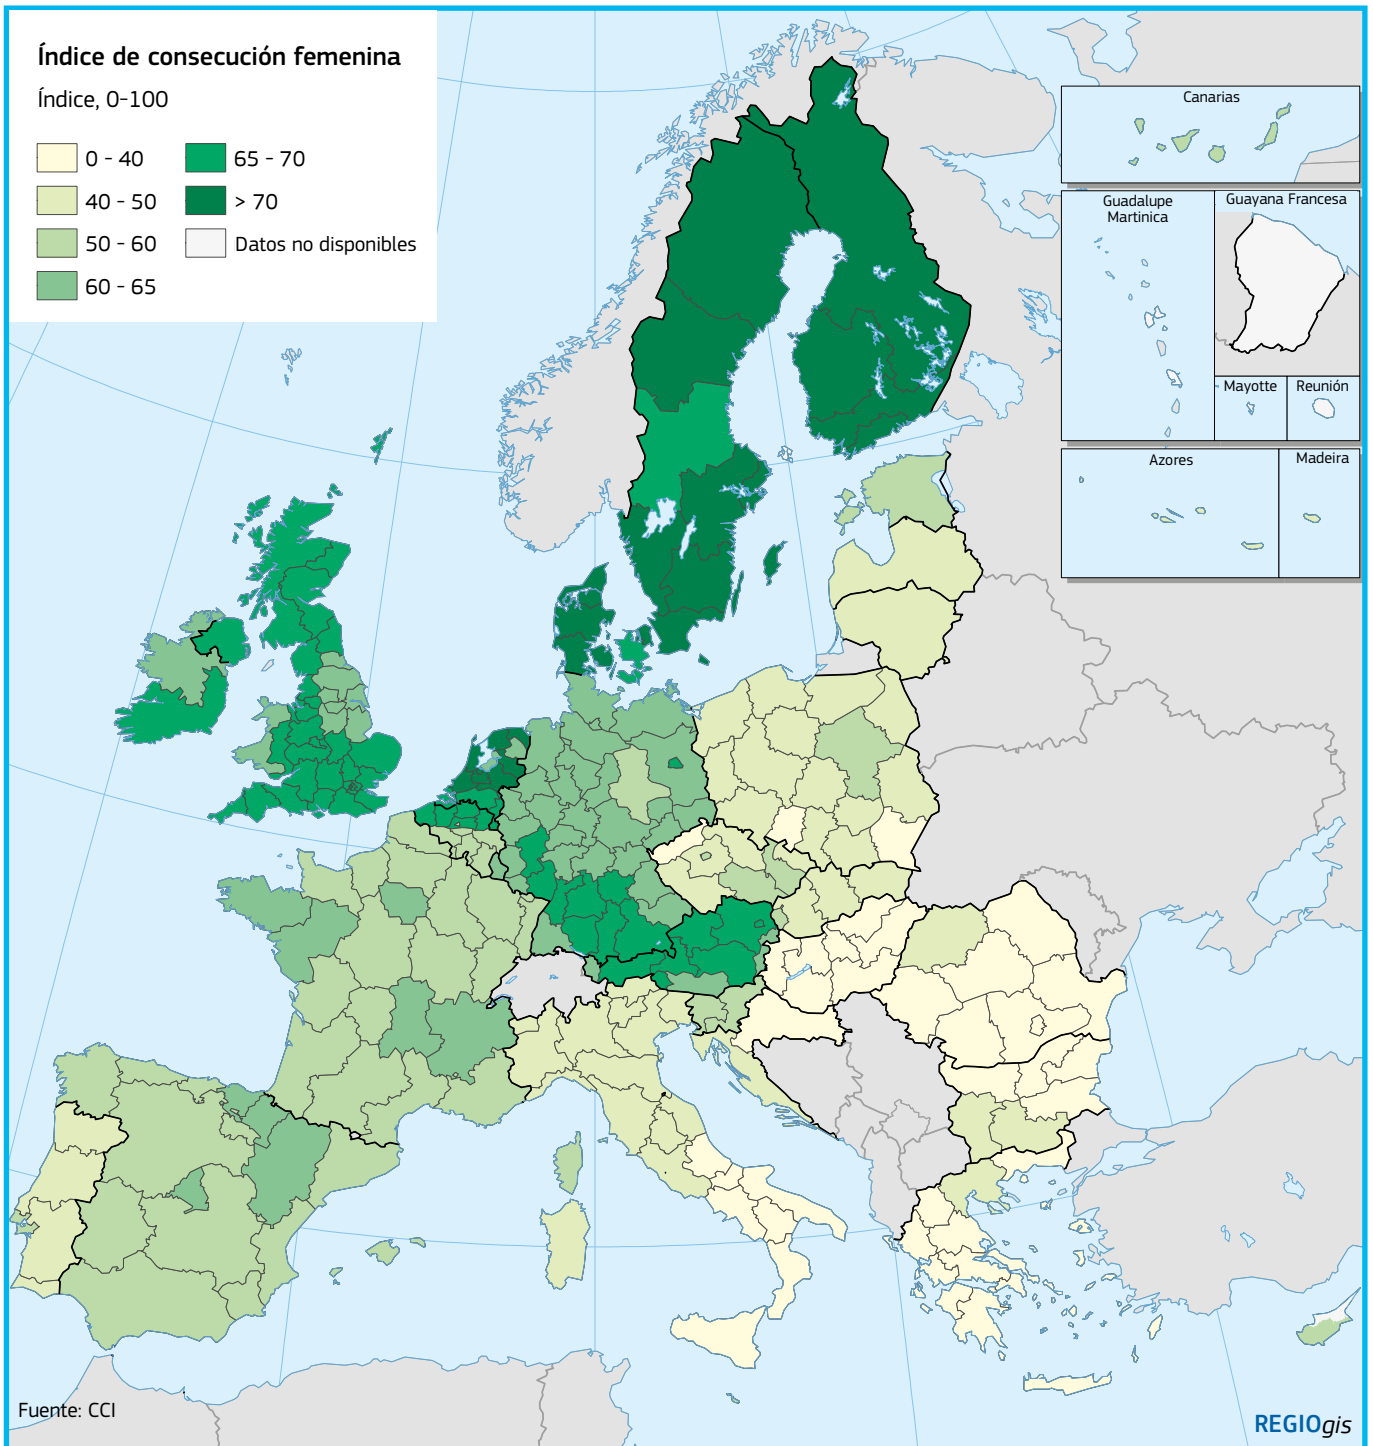 Índice de consecución femenina
Índice, 0-100
0 - 40
40 - 50
50 - 60
60 - 65
65 - 70
> 70
Datos no disponibles
Canarias
Guadalupe
Martinica
Guayana Francesa
Mayotte
Reunión
Azores
Madeira
Fuente: CCI
REGIOgis